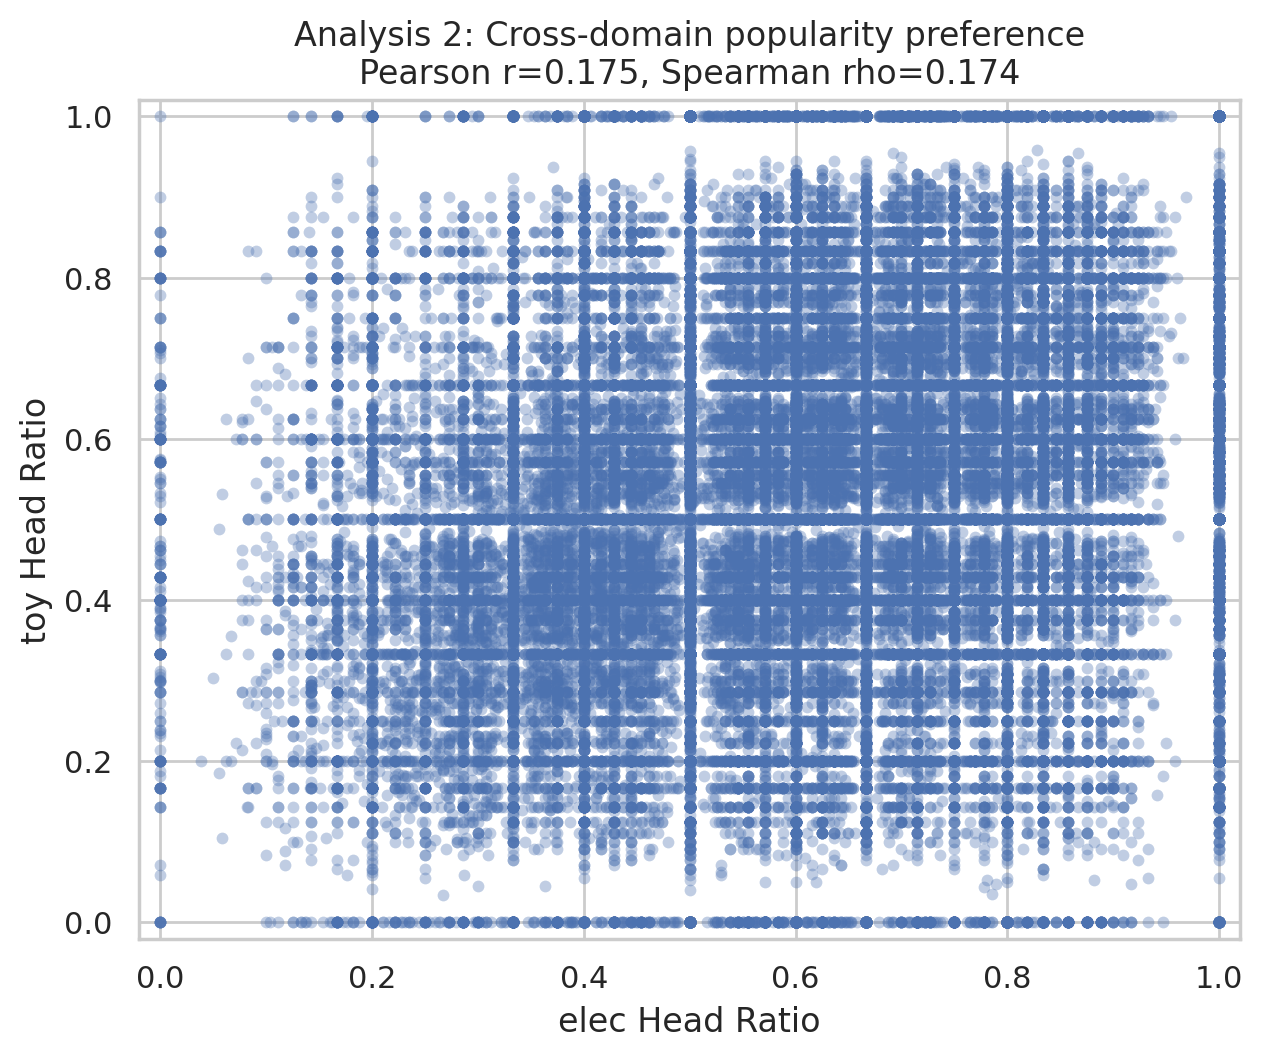 Analysis 2: Cross-domain popularity preference
Pearson r=0.175, Spearman rho=0.174
toy Head Ratio
1.0
0.8
0.6
0.4
0.2
0.0
0.0 0.2 0.4 0.6 0.8 1.0
elec Head Ratio